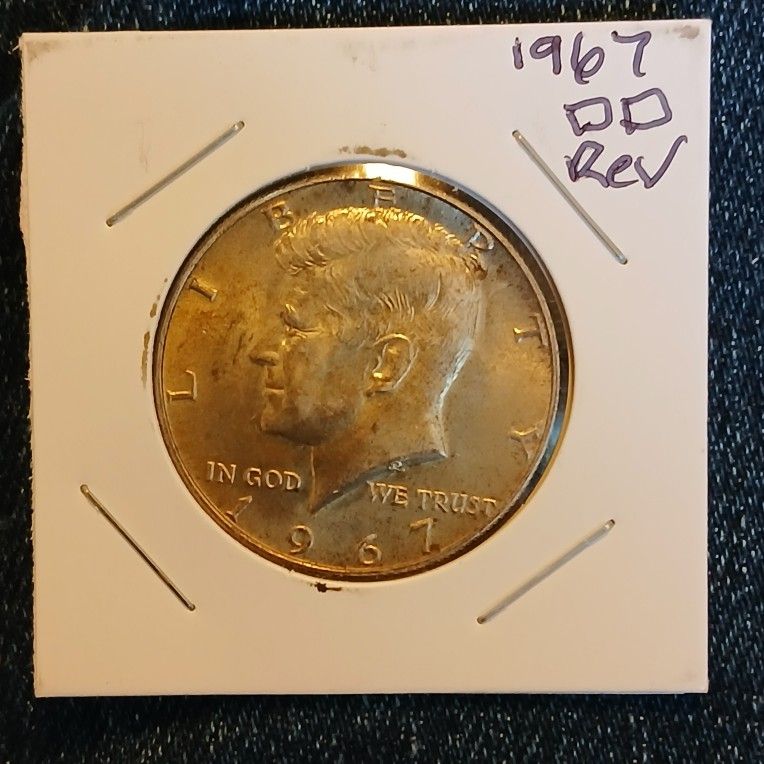 1967
DD
Rev
LIBERTY
IN GOD WE TRUST
1967